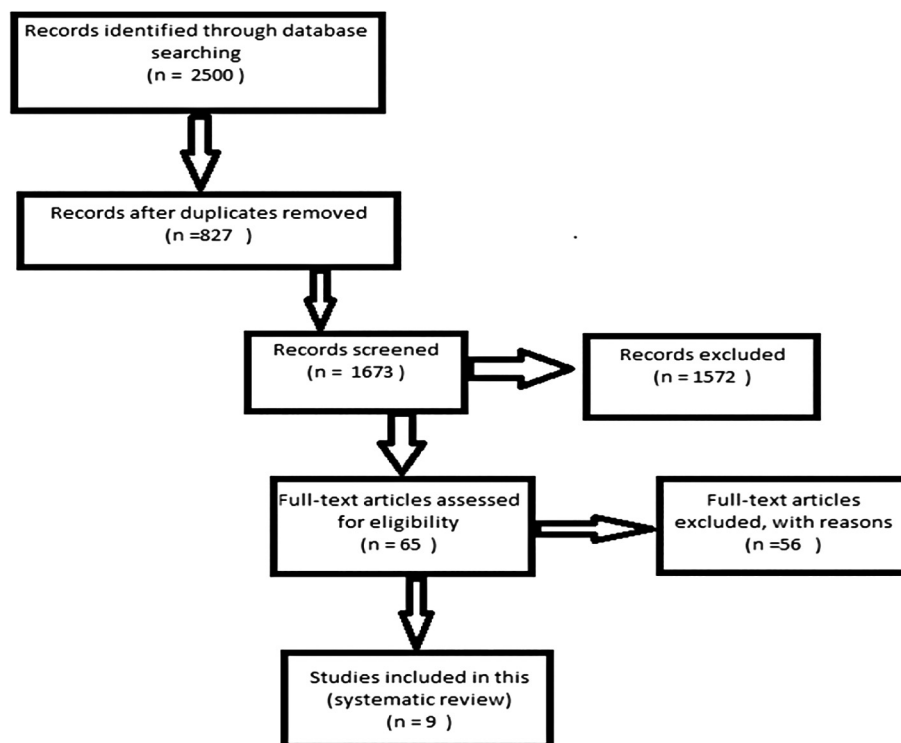 Records identified through database
searching
(n = 2500 )
Records after duplicates removed
(n =827 )
Records screened
(n = 1673 )
Records excluded
(n = 1572 )
Full-text articles assessed
for eligibility
(n = 65 )
Full-text articles
excluded, with reasons
(n =56 )
Studies included in this
(systematic review)
(n = 9 )